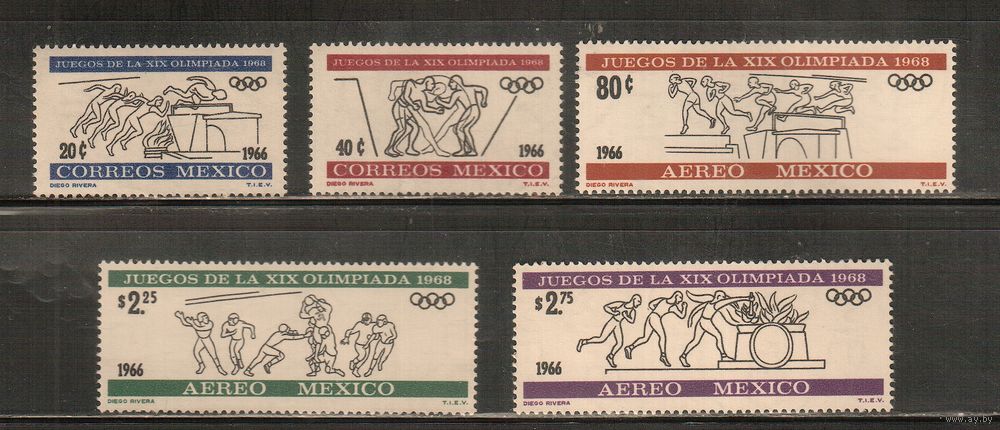 JUEGOS DE LA XIX OLIMPIADA 1968
20 ¢
1966
CORREOS MEXICO
DIEGO RIVERA T.I.E.V.
JUEGOS DE LA XIX OLIMPIADA 1968
40 ¢
1966
CORREOS MEXICO
DIEGO RIVERA T.I.E.V.
JUEGOS DE LA XIX OLIMPIADA 1968
80 ¢
1966
AEREO MEXICO
DIEGO RIVERA T.I.E.V.
JUEGOS DE LA XIX OLIMPIADA 1968
$2.25
1966
AEREO MEXICO
DIEGO RIVERA T.I.E.V.
JUEGOS DE LA XIX OLIMPIADA 1968
$2.75
1966
AEREO MEXICO
DIEGO RIVERA T.I.E.V.
www.ay.by